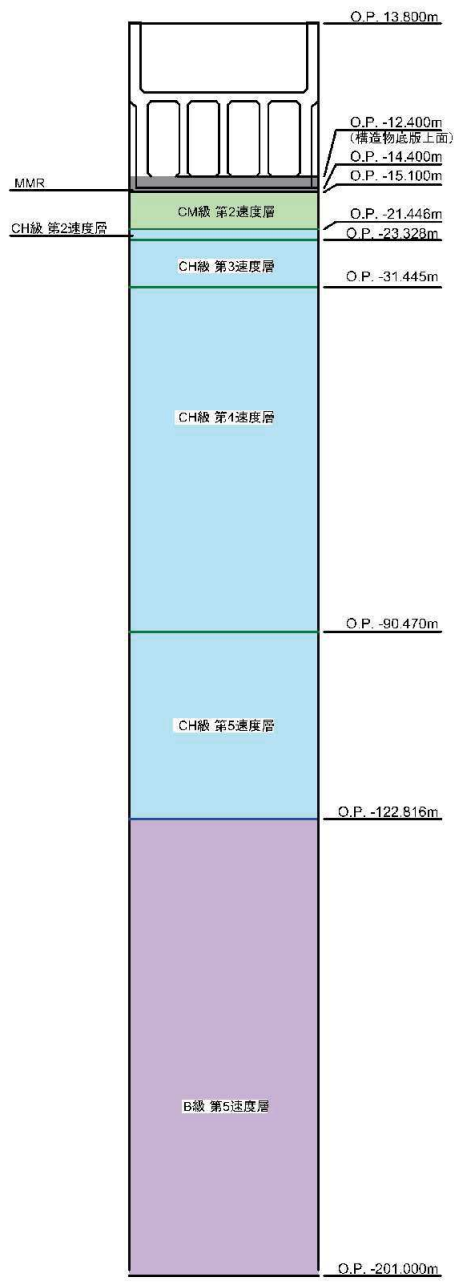 O.P. 13.800m
O.P. -12.400m
(構造物底版上面)
O.P. -14.400m
O.P. -15.100m
MMR
CM級 第2速度層
O.P. -21.446m
CH級 第2速度層
O.P. -23.328m
CH級 第3速度層
O.P. -31.445m
CH級 第4速度層
O.P. -90.470m
CH級 第5速度層
O.P. -122.816m
B級 第5速度層
O.P. -201.000m